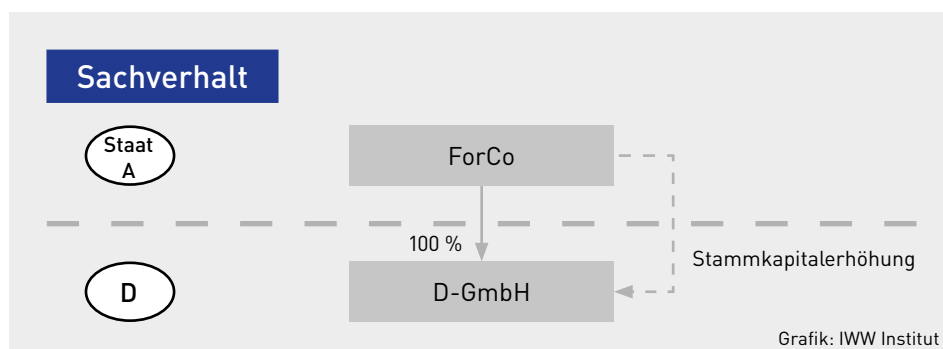 Sachverhalt
Staat
A
ForCo
100 %
Stammkapitalerhöhung
D
D-GmbH
Grafik: IWW Institut